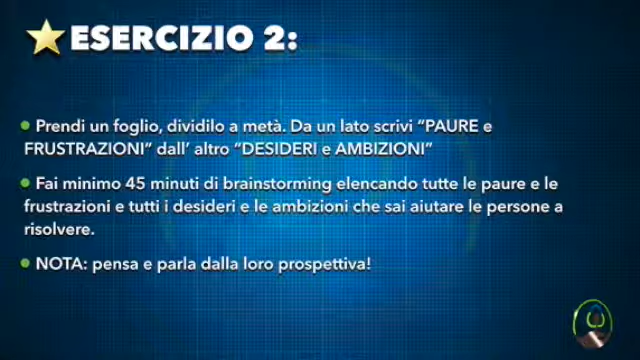 ESERCIZIO 2:
• Prendi un foglio, dividilo a metà. Da un lato scrivi “PAURE e
FRUSTRAZIONI” dall’ altro “DESIDERI e AMBIZIONI”
• Fai minimo 45 minuti di brainstorming elencando tutte le paure e le
frustrazioni e tutti i desideri e le ambizioni che sai aiutare le persone a
risolvere.
• NOTA: pensa e parla dalla loro prospettiva!